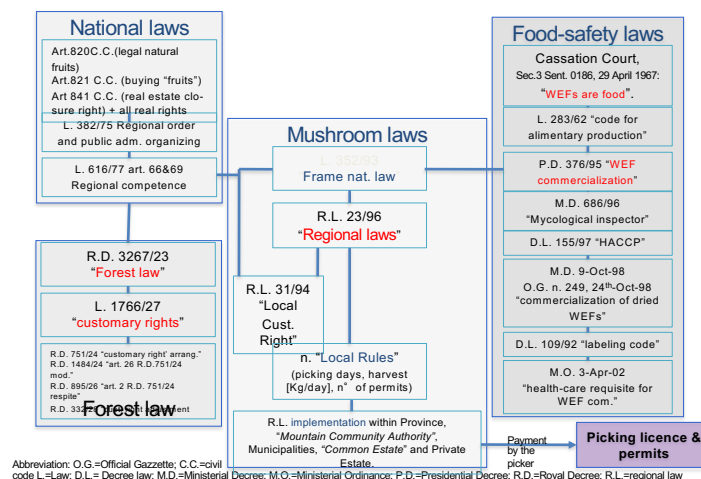 National laws
Art.820C.C.(legal natural
fruits)
Art.821 C.C. (buying “fruits”)
Art 841 C.C. (real estate clo-
sure right) + all real rights
L. 382/75 Regional order
and public adm. organizing
L. 616/77 art. 66&69
Regional competence
R.D. 3267/23
“Forest law”
L. 1766/27
“customary rights”
R.D. 751/24 “customary right’ arrang.”
R.D. 1484/24 “art. 26 R.D.751/24
mod.”
R.D. 895/26 “art. 2 R.D. 751/24
respite”
R.D. 332/28
Forest law
Mushroom laws
L. 352/93
Frame nat. law
R.L. 23/96
“Regional laws”
R.L. 31/94
“Local
Cust.
Right”
n. “Local Rules”
(picking days, harvest
[Kg/day], n° of permits)
R.L. implementation within Province,
“Mountain Community Authority”,
Municipalities, “Common Estate” and Private
Estate.
Food-safety laws
Cassation Court,
Sec.3 Sent. 0186, 29 April 1967:
“WEFs are food”.
L. 283/62 “code for
alimentary production”
P.D. 376/95 “WEF
commercialization”
M.D. 686/96
“Mycological inspector”
D.L. 155/97 “HACCP”
M.D. 9-Oct-98
O.G. n. 249, 24th-Oct-98
“commercialization of dried
WEFs”
D.L. 109/92 “labeling code”
M.O. 3-Apr-02
“health-care requisite for
WEF com.”
Payment
by the
picker
Picking licence &
permits
Abbreviation: O.G.=Official Gazzette; C.C.=civil
code L.=Law; D.L.= Decree law; M.D.=Ministerial Decree; M.O.=Ministerial Ordinance; P.D.=Presidential Decree; R.D.=Royal Decree; R.L.=regional law